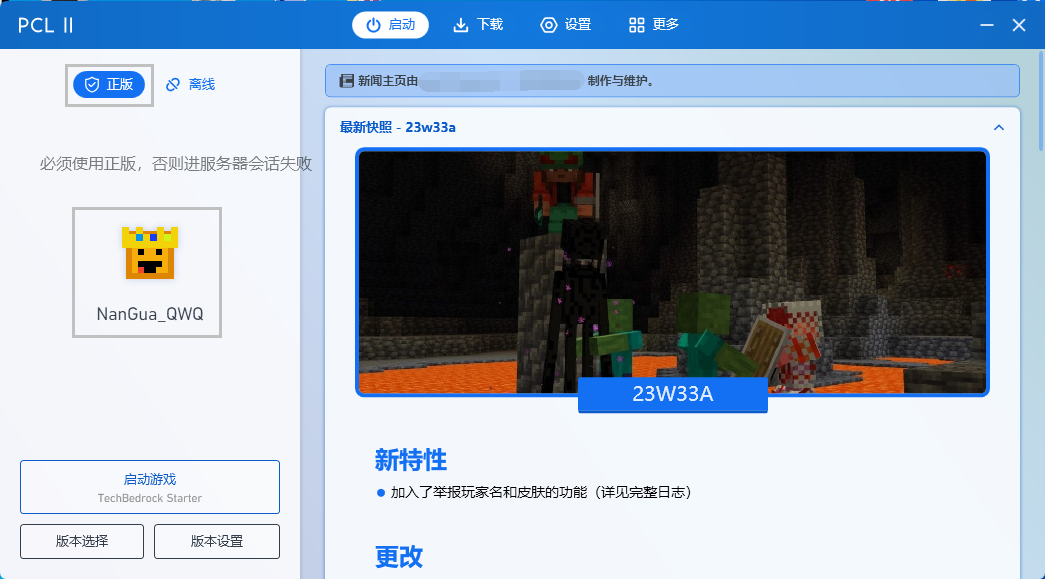 PCL II
启动 下载 设置 更多
正版 离线
必须使用正版，否则进服务器会话失败
NanGua_QWQ
启动游戏
TechBedrock Starter
版本选择 版本设置
新闻主页由 制作与维护。
最新快照 - 23w33a
23W33A
新特性
加入了举报玩家名和皮肤的功能（详见完整日志）
更改